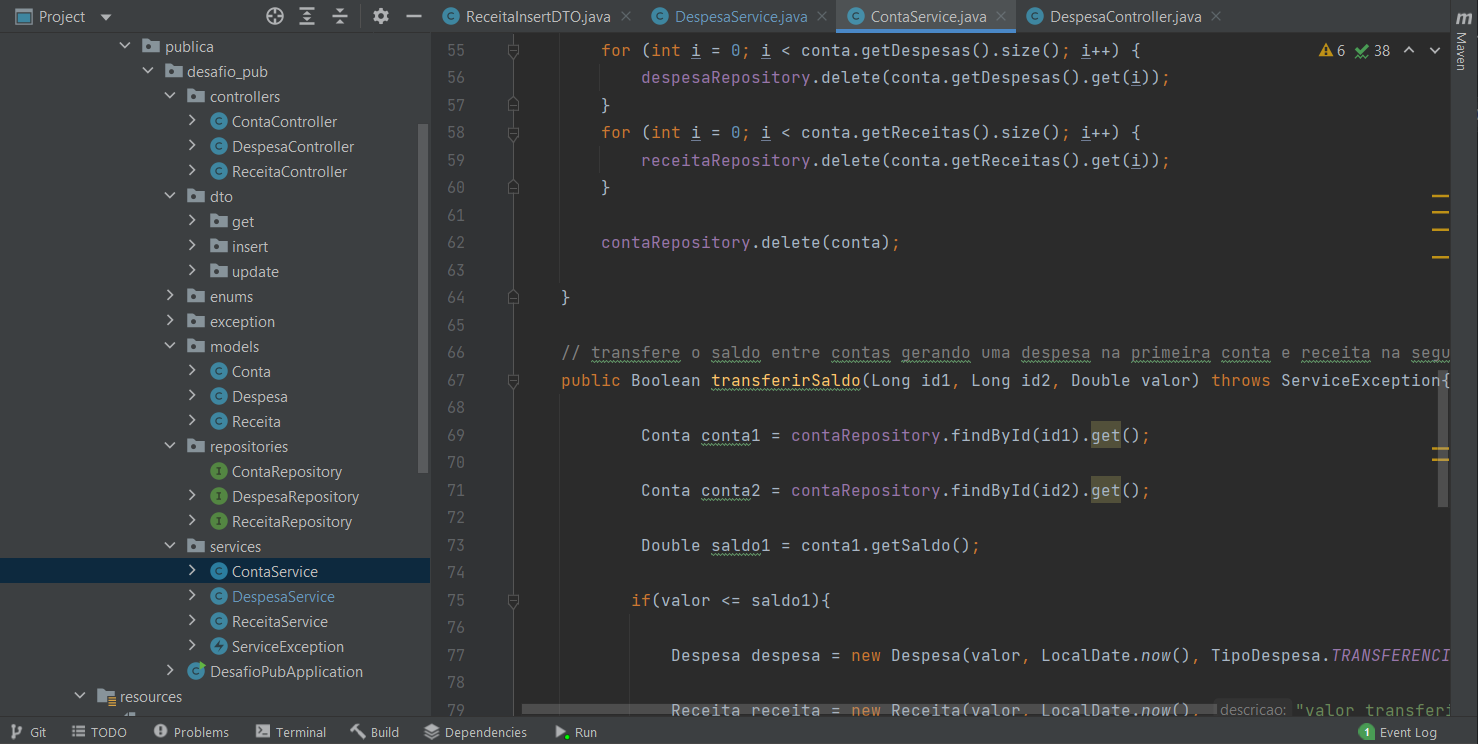 Project
ReceitaInsertDTO.java
DespesaService.java
ContaService.java
DespesaController.java
m
Maven
publica
desafio_pub
controllers
ContaController
DespesaController
ReceitaController
dto
get
insert
update
enums
exception
models
Conta
Despesa
Receita
repositories
ContaRepository
DespesaRepository
ReceitaRepository
services
ContaService
DespesaService
ReceitaService
ServiceException
DesafioPubApplication
resources
6 38
55 for (int i = 0; i < conta.getDespesas().size(); i++) {
56 despesaRepository.delete(conta.getDespesas().get(i));
57 }
58 for (int i = 0; i < conta.getReceitas().size(); i++) {
59 receitaRepository.delete(conta.getReceitas().get(i));
60 }
61
62 contaRepository.delete(conta);
63
64 }
65
66 // transfere o saldo entre contas gerando uma despesa na primeira conta e receita na segu
67 public Boolean transferirSaldo(Long id1, Long id2, Double valor) throws ServiceException{
68
69 Conta conta1 = contaRepository.findById(id1).get();
70
71 Conta conta2 = contaRepository.findById(id2).get();
72
73 Double saldo1 = conta1.getSaldo();
74
75 if(valor <= saldo1){
76
77 Despesa despesa = new Despesa(valor, LocalDate.now(), TipoDespesa.TRANSFERENCI
78
79 Receita receita = new Receita(valor, LocalDate.now(), descricao: "valor transferi
Git
TODO
Problems
Terminal
Build
Dependencies
Run
1 Event Log